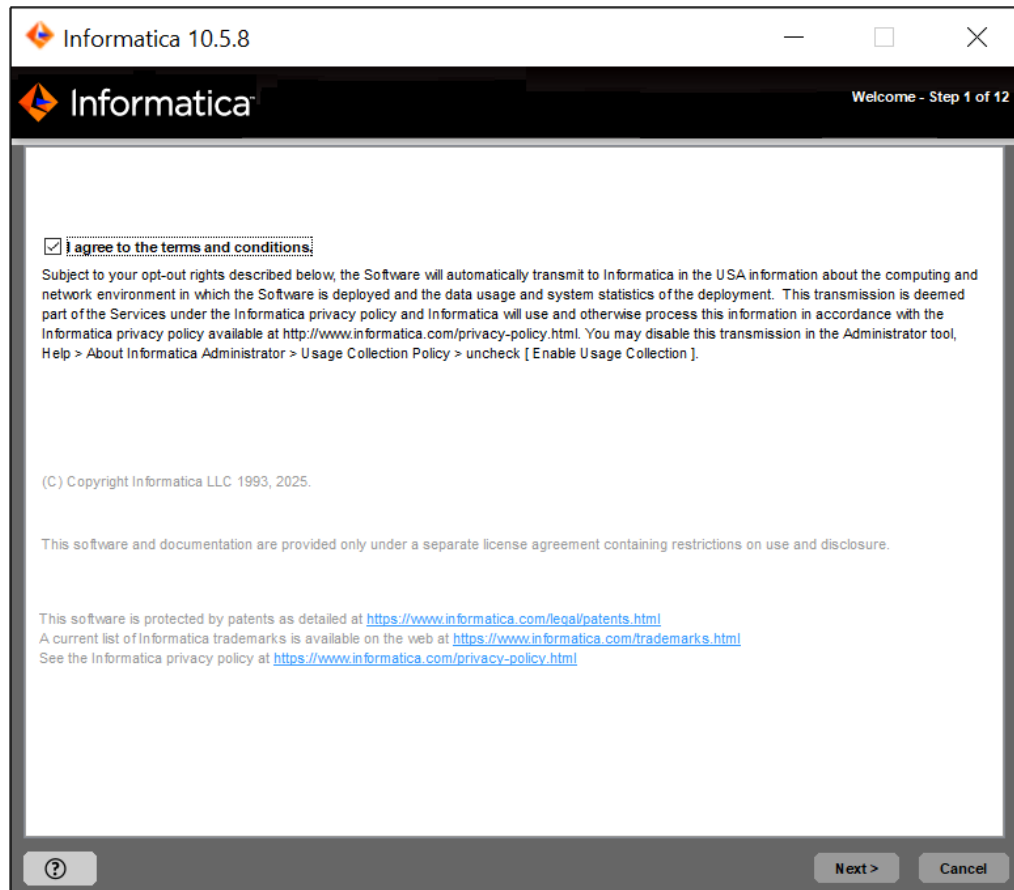 Informatica 10.5.8
Informatica™
Welcome - Step 1 of 12
I agree to the terms and conditions.
Subject to your opt-out rights described below, the Software will automatically transmit to Informatica in the USA information about the computing and
network environment in which the Software is deployed and the data usage and system statistics of the deployment.  This transmission is deemed
part of the Services under the Informatica privacy policy and Informatica will use and otherwise process this information in accordance with the
Informatica privacy policy available at http://www.informatica.com/privacy-policy.html. You may disable this transmission in the Administrator tool,
Help > About Informatica Administrator > Usage Collection Policy > uncheck [ Enable Usage Collection ].
(C) Copyright Informatica LLC 1993, 2025.
This software and documentation are provided only under a separate license agreement containing restrictions on use and disclosure.
This software is protected by patents as detailed at https://www.informatica.com/legal/patents.html
A current list of Informatica trademarks is available on the web at https://www.informatica.com/trademarks.html
See the Informatica privacy policy at https://www.informatica.com/privacy-policy.html
?
Next >
Cancel